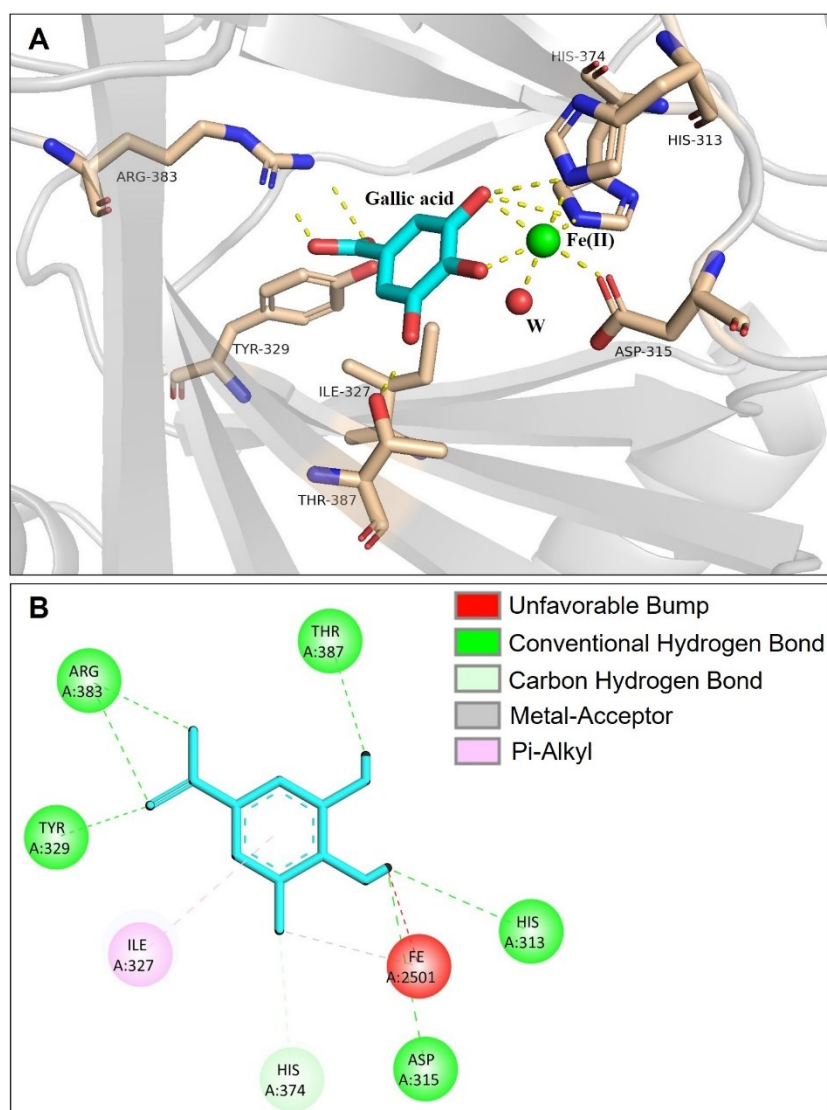 A
HIS-374
HIS-313
ARG-383
Gallic acid
Fe(II)
W
TYR-329
ASP-315
ILE-327
THR-387
B
Unfavorable Bump
Conventional Hydrogen Bond
Carbon Hydrogen Bond
Metal-Acceptor
Pi-Alkyl
THR
A:387
ARG
A:383
TYR
A:329
ILE
A:327
HIS
A:313
FE
A:2501
HIS
A:374
ASP
A:315